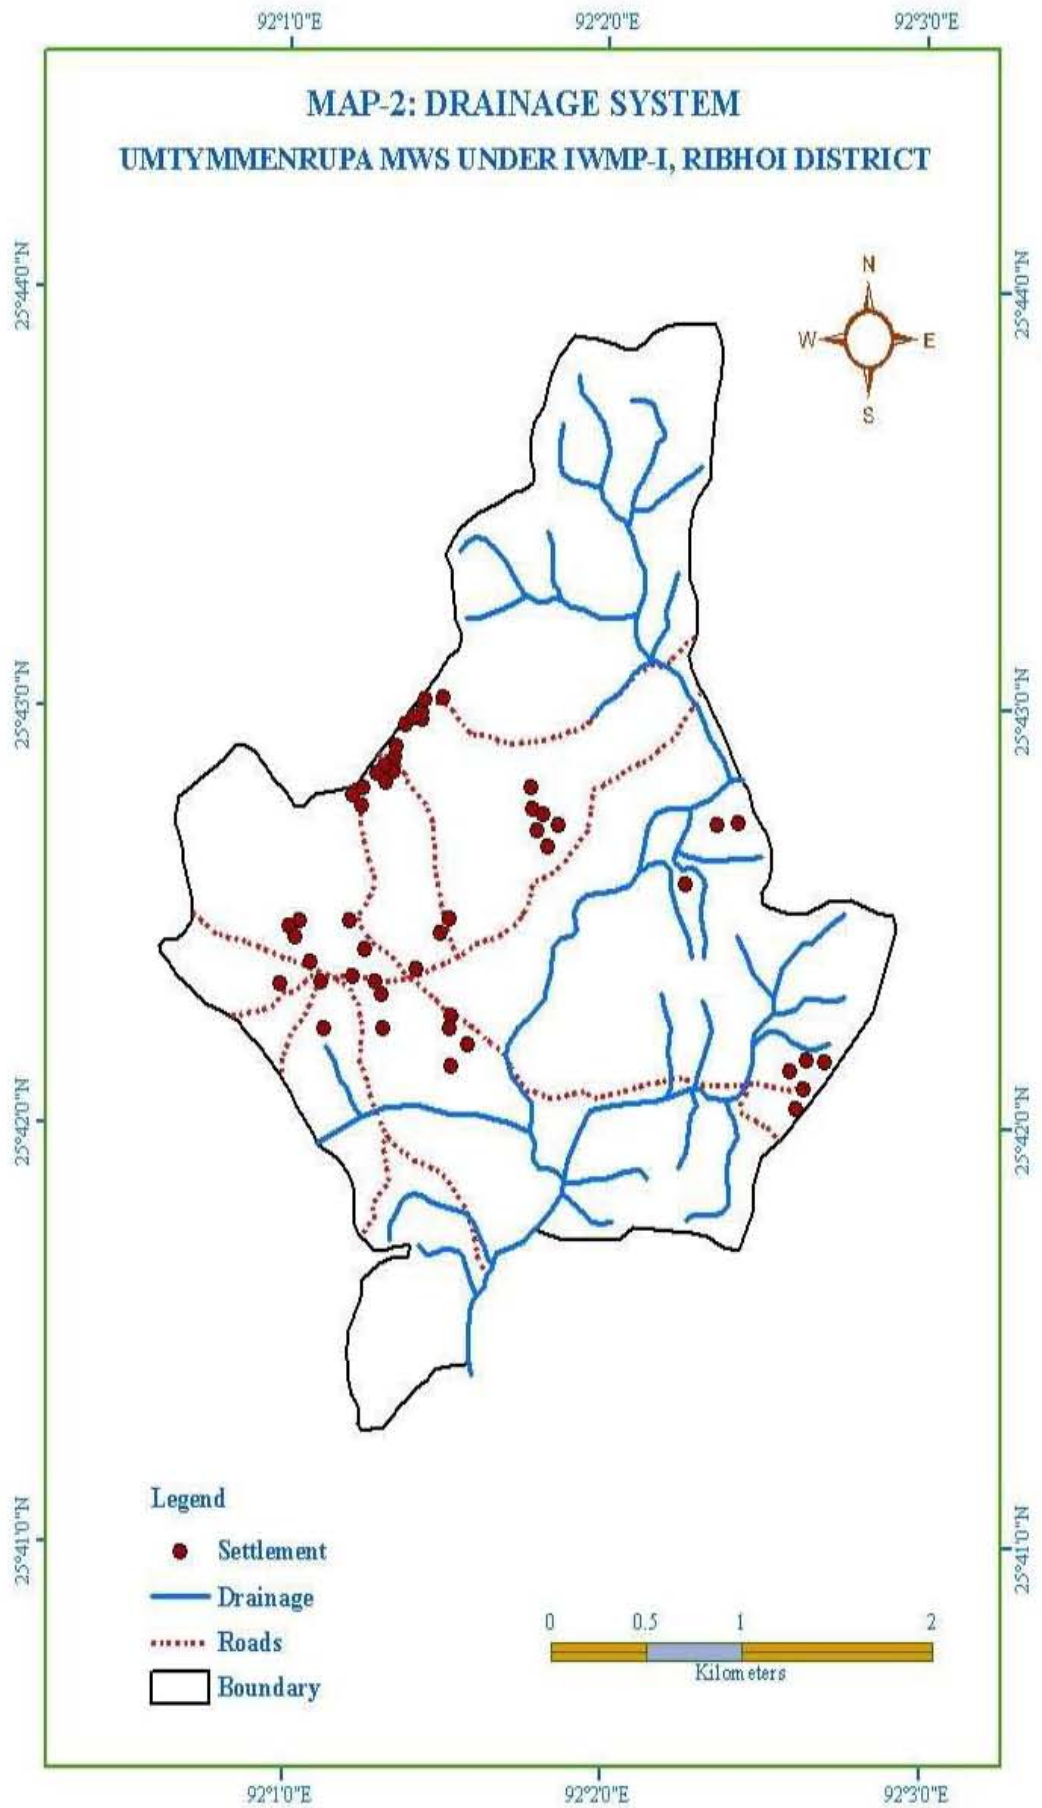 92°1'0"E 92°2'0"E 92°3'0"E
MAP-2: DRAINAGE SYSTEM
UMTYMMENRUPA MWS UNDER IWMP-I, RIBHOI DISTRICT
25°44'0"N
25°44'0"N
N
W E
S
25°43'0"N
25°43'0"N
25°42'0"N
25°42'0"N
Legend
Settlement
Drainage
Roads
Boundary
25°41'0"N
25°41'0"N
0 0.5 1 2
Kilometers
92°1'0"E 92°2'0"E 92°3'0"E